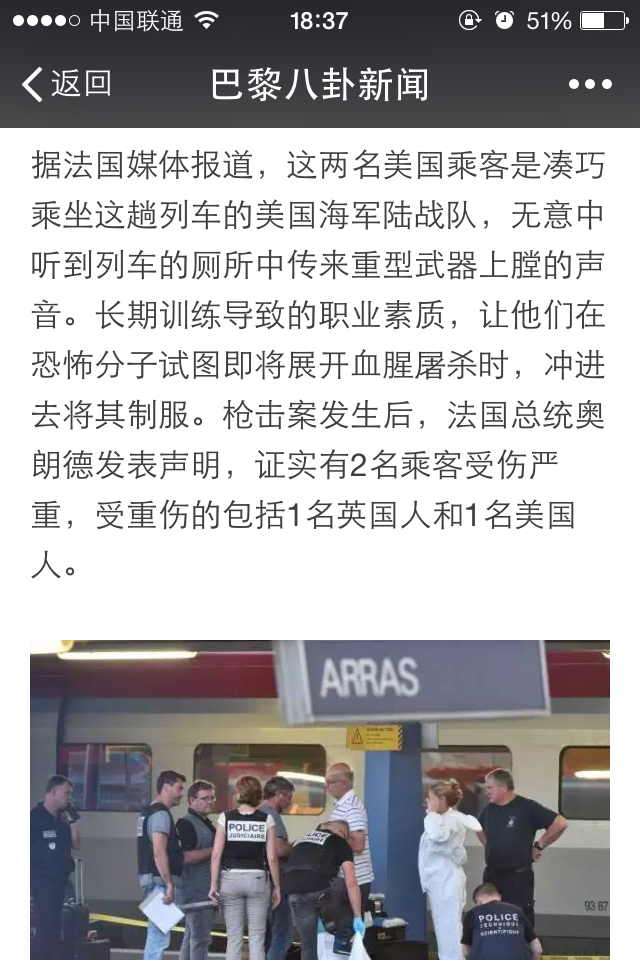 中国联通 18:37 51%
返回 巴黎八卦新闻
据法国媒体报道，这两名美国乘客是凑巧
乘坐这趟列车的美国海军陆战队，无意中
听到列车的厕所中传来重型武器上膛的声
音。长期训练导致的职业素质，让他们在
恐怖分子试图即将展开血腥屠杀时，冲进
去将其制服。枪击案发生后，法国总统奥
朗德发表声明，证实有2名乘客受伤严
重，受重伤的包括1名英国人和1名美国
人。
ARRAS
POLICE
JUDICIAIRE
POLICE
93 87
POLICE
TECHNIQUE
SCIENTIFIQUE